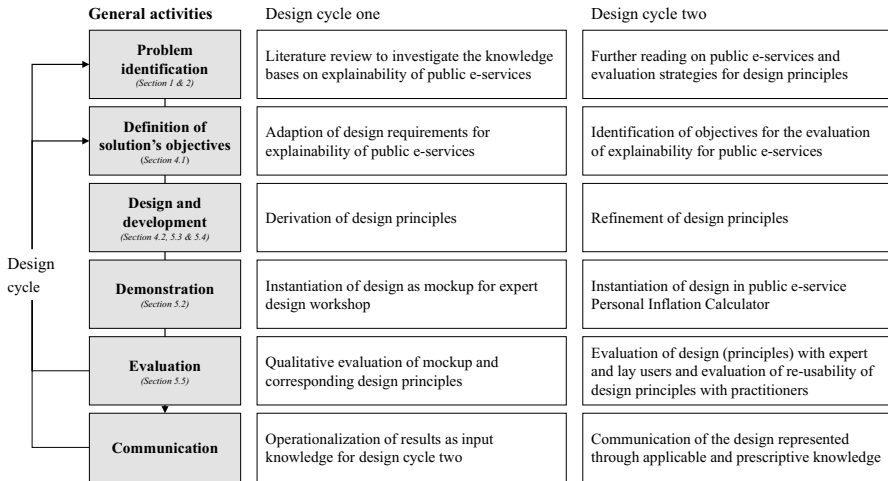 General activities
Design cycle one
Design cycle two
Problem
identification
(Section 1 & 2)
Literature review to investigate the knowledge
bases on explainability of public e-services
Further reading on public e-services and
evaluation strategies for design principles
Definition of
solution's objectives
(Section 4.1)
Adaption of design requirements for
explainability of public e-services
Identification of objectives for the evaluation
of explainability for public e-services
Design and
development
(Section 4.2, 5.3 & 5.4)
Derivation of design principles
Refinement of design principles
Design
cycle
Demonstration
(Section 5.2)
Instantiation of design as mockup for expert
design workshop
Instantiation of design in public e-service
Personal Inflation Calculator
Evaluation
(Section 5.5)
Qualitative evaluation of mockup and
corresponding design principles
Evaluation of design (principles) with expert
and lay users and evaluation of re-usability of
design principles with practitioners
Communication
Operationalization of results as input
knowledge for design cycle two
Communication of the design represented
through applicable and prescriptive knowledge